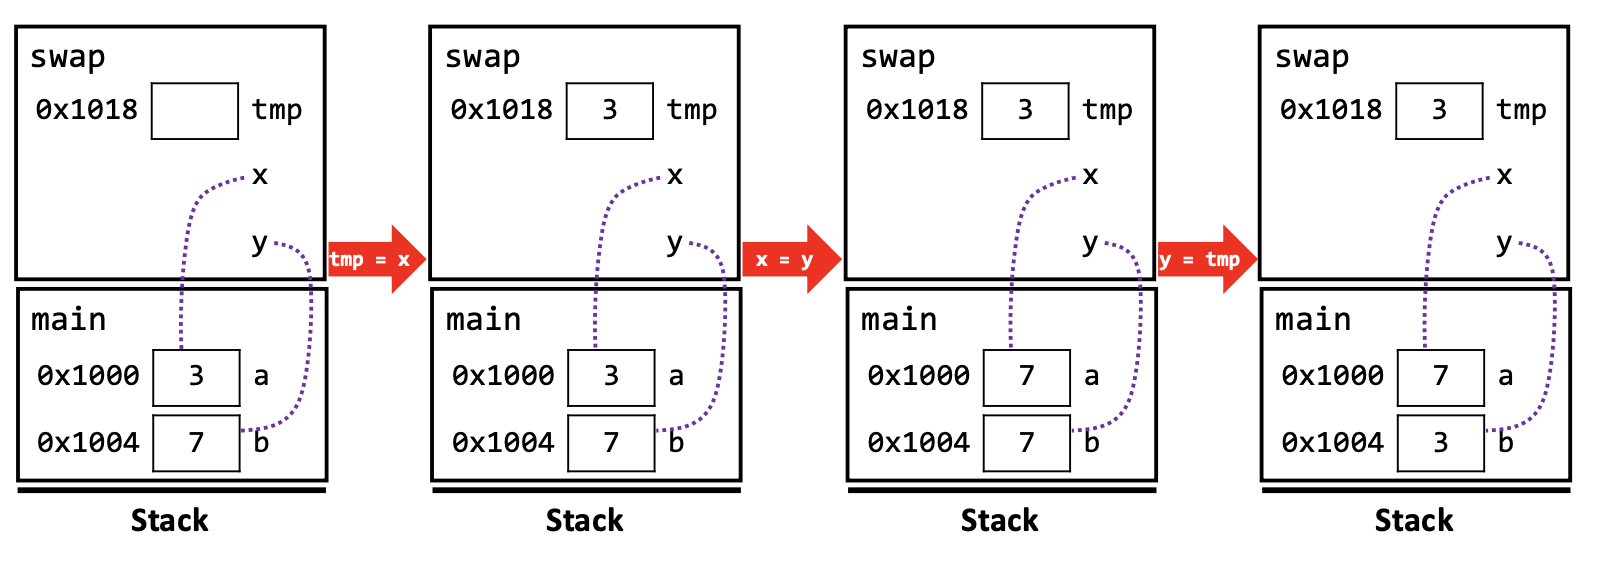 swap
0x1018 tmp
x
y
main
0x1000 3 a
0x1004 7 b
Stack
tmp = x
swap
0x1018 3 tmp
x
y
main
0x1000 3 a
0x1004 7 b
Stack
x = y
swap
0x1018 3 tmp
x
y
main
0x1000 7 a
0x1004 7 b
Stack
y = tmp
swap
0x1018 3 tmp
x
y
main
0x1000 7 a
0x1004 3 b
Stack